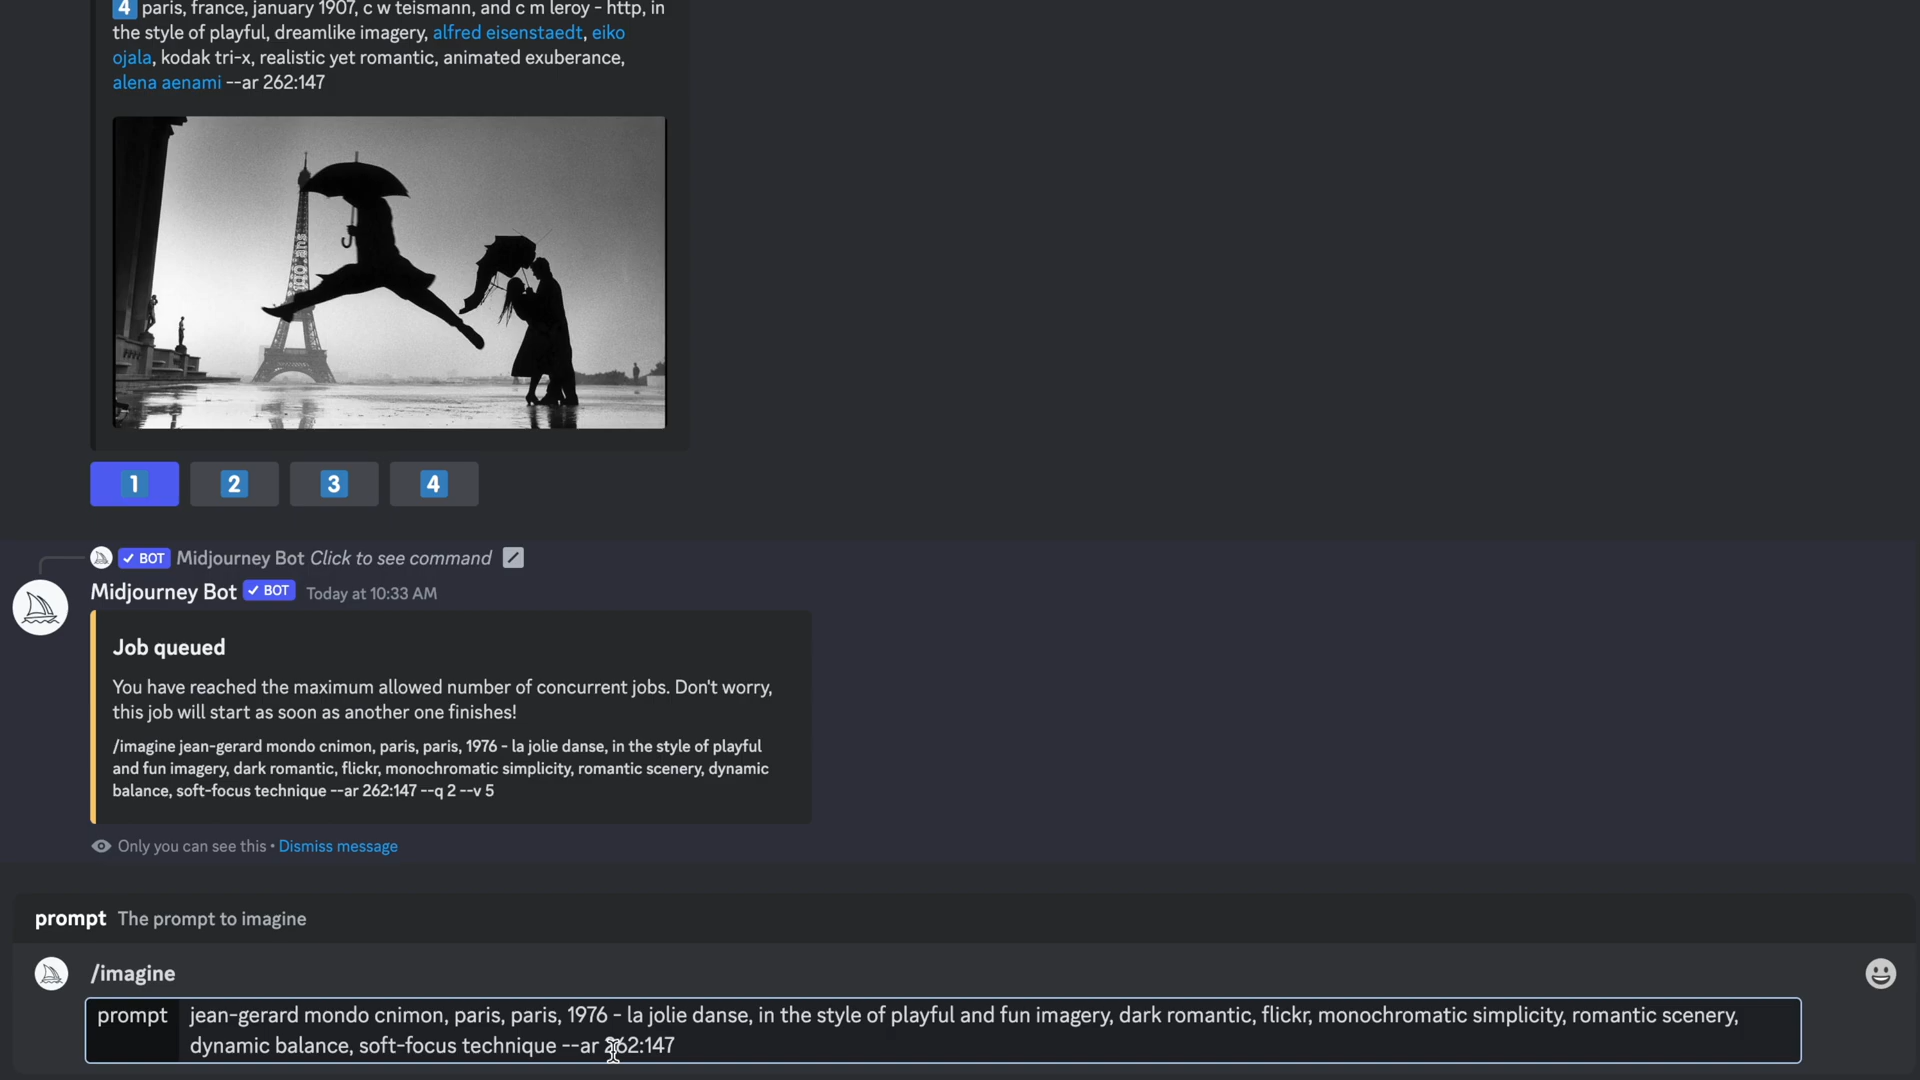 4 paris, france, january 1907, c w teismann, and c m leroy - http, in
the style of playful, dreamlike imagery, alfred eisenstaedt, eiko
ojala, kodak tri-x, realistic yet romantic, animated exuberance,
alena aenami --ar 262:147
1 2 3 4
BOT Midjourney Bot Click to see command
Midjourney Bot BOT Today at 10:33 AM
Job queued
You have reached the maximum allowed number of concurrent jobs. Don't worry,
this job will start as soon as another one finishes!
/imagine jean-gerard mondo cnimon, paris, paris, 1976 - la jolie danse, in the style of playful
and fun imagery, dark romantic, flickr, monochromatic simplicity, romantic scenery, dynamic
balance, soft-focus technique --ar 262:147 --q 2 --v 5
Only you can see this • Dismiss message
prompt The prompt to imagine
/imagine
prompt jean-gerard mondo cnimon, paris, paris, 1976 - la jolie danse, in the style of playful and fun imagery, dark romantic, flickr, monochromatic simplicity, romantic scenery,
dynamic balance, soft-focus technique --ar 262:147